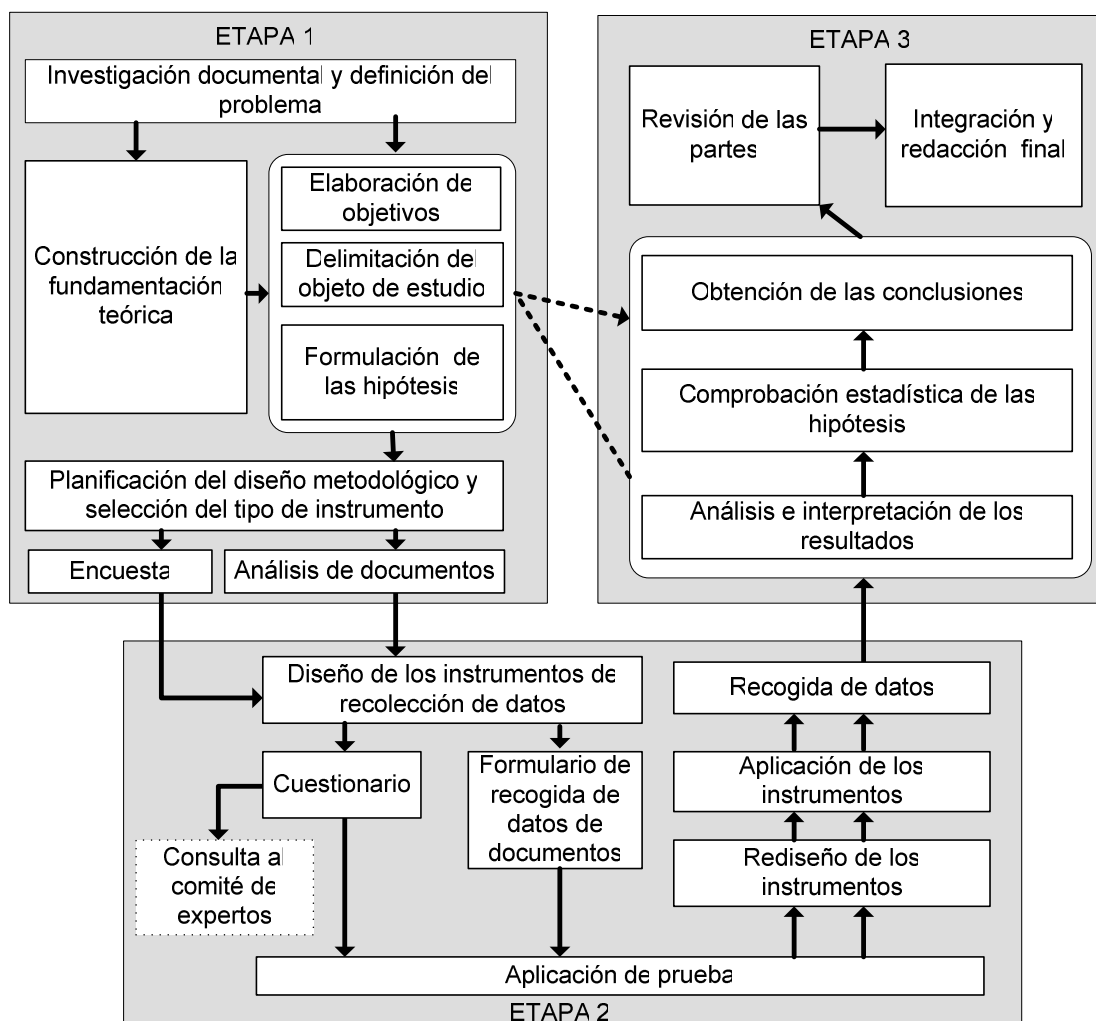 ETAPA 1
Investigación documental y definición del
problema
Construcción de la
fundamentación
teórica
Elaboración de
objetivos
Delimitación del
objeto de estudio
Formulación de
las hipótesis
Planificación del diseño metodológico y
selección del tipo de instrumento
Encuesta
Análisis de documentos
ETAPA 3
Revisión de las
partes
Integración y
redacción final
Obtención de las conclusiones
Comprobación estadística de las
hipótesis
Análisis e interpretación de los
resultados
Diseño de los instrumentos de
recolección de datos
Cuestionario
Consulta al
comité de
expertos
Formulario de
recogida de
datos de
documentos
Recogida de datos
Aplicación de los
instrumentos
Rediseño de los
instrumentos
Aplicación de prueba
ETAPA 2